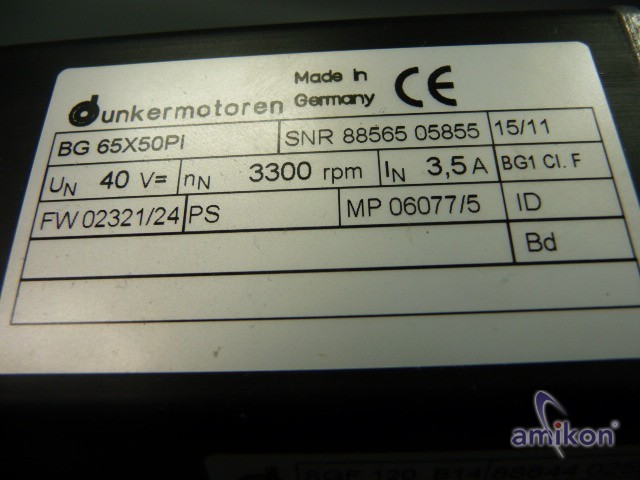 dunkermotoren Made in Germany CE
BG 65X50PI SNR 88565 05855 15/11
UN 40 V= nN 3300 rpm IN 3,5 A BG1 Cl. F
FW 02321/24 PS MP 06077/5 ID
Bd
amikon